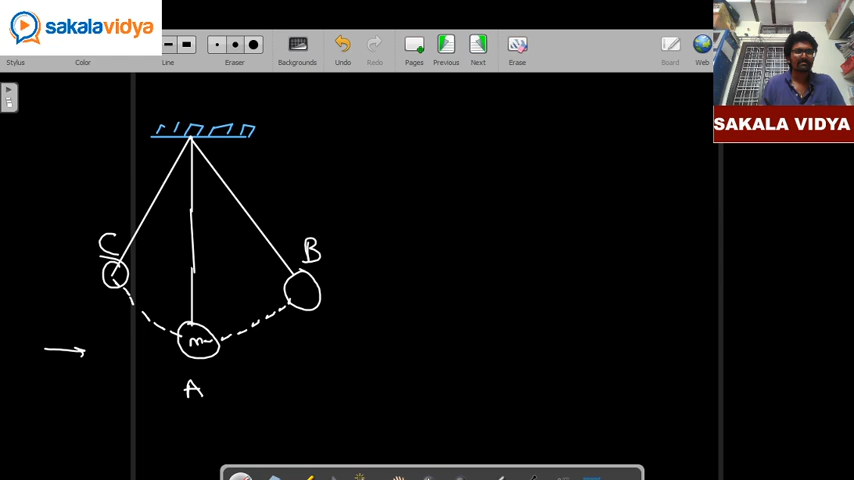 sakalavidya
Stylus Color Line Eraser Backgrounds Undo Redo Pages Previous Next Erase Board Web
SAKALA VIDYA
C
B
m
A